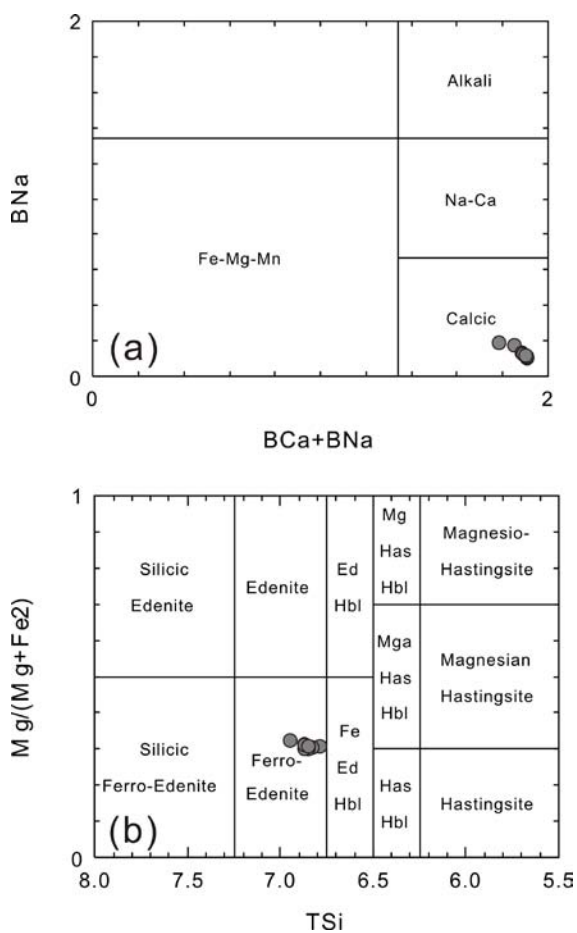 2
Alkali
BNa
Na-Ca
Fe-Mg-Mn
Calcic
(a)
0
0
2
BCa+BNa
1
Mg
Has
Hbl
Magnesio-
Hastingsite
Silicic
Edenite
Edenite
Ed
Hbl
Mg/(Mg+Fe2)
Mga
Has
Hbl
Magnesian
Hastingsite
Silicic
Ferro-Edenite
Ferro-
Edenite
Fe
Ed
Hbl
Has
Hbl
Hastingsite
(b)
0
8.0
7.5
7.0
6.5
6.0
5.5
TSi